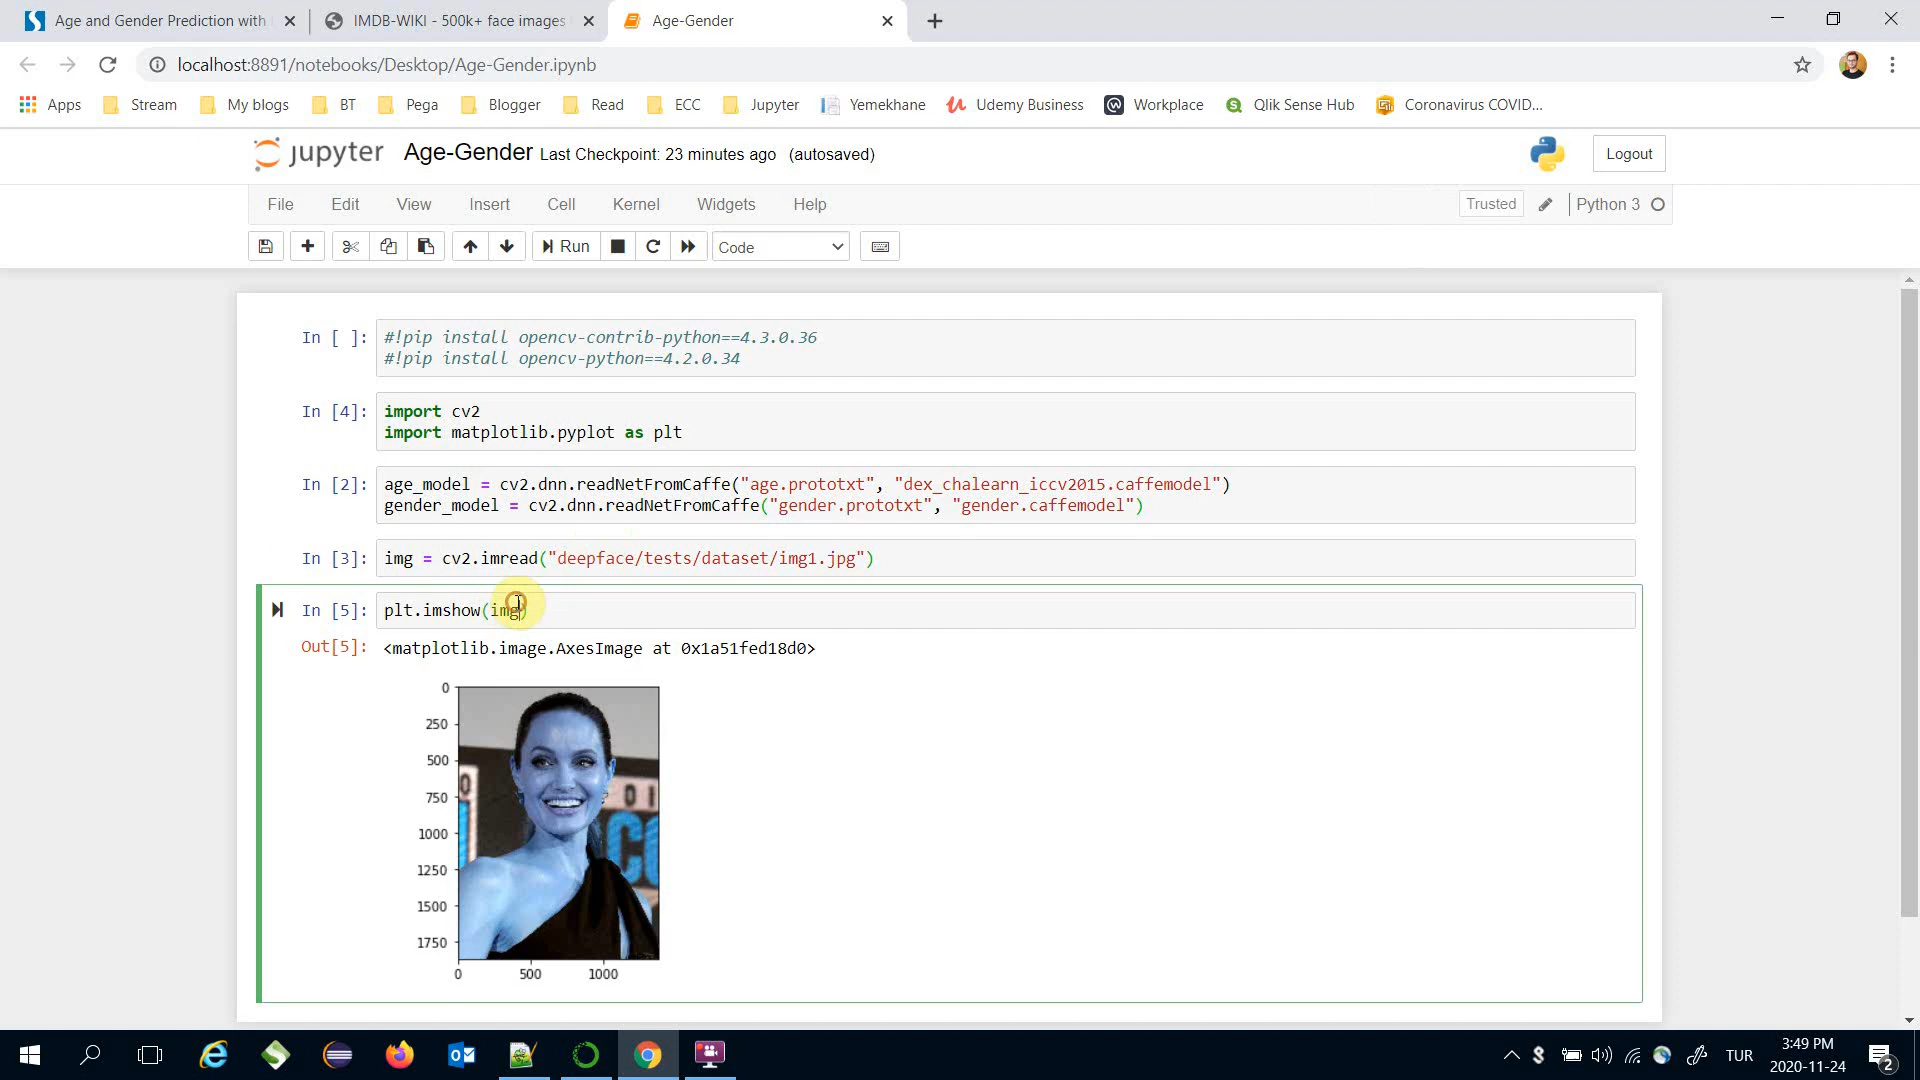 Age and Gender Prediction with
IMDB-WIKI - 500k+ face images
Age-Gender
localhost:8891/notebooks/Desktop/Age-Gender.ipynb
Apps
Stream
My blogs
BT
Pega
Blogger
Read
ECC
Jupyter
Yemekhane
Udemy Business
Workplace
Qlik Sense Hub
Coronavirus COVID...
jupyter Age-Gender Last Checkpoint: 23 minutes ago (autosaved)
Logout
File Edit View Insert Cell Kernel Widgets Help
Trusted
Python 3
Run
Code
In [ ]: #!pip install opencv-contrib-python==4.3.0.36
#!pip install opencv-python==4.2.0.34
In [4]: import cv2
import matplotlib.pyplot as plt
In [2]: age_model = cv2.dnn.readNetFromCaffe("age.prototxt", "dex_chalearn_iccv2015.caffemodel")
gender_model = cv2.dnn.readNetFromCaffe("gender.prototxt", "gender.caffemodel")
In [3]: img = cv2.imread("deepface/tests/dataset/img1.jpg")
In [5]: plt.imshow(img)
Out[5]: <matplotlib.image.AxesImage at 0x1a51fed18d0>
0
250
500
750
1000
1250
1500
1750
0 500 1000
TUR
3:49 PM
2020-11-24
2